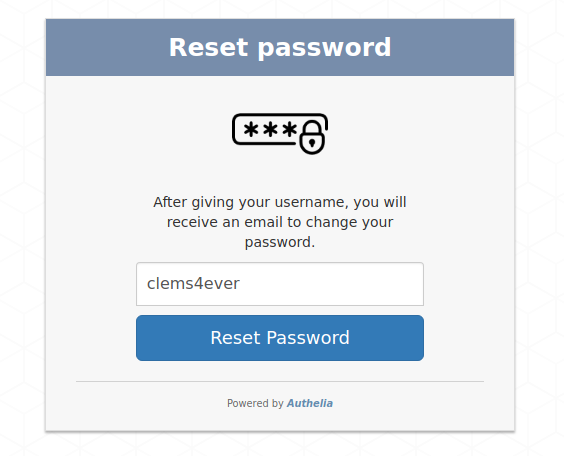 Reset password
***
After giving your username, you will
receive an email to change your
password.
clems4ever
Reset Password
Powered by Authelia